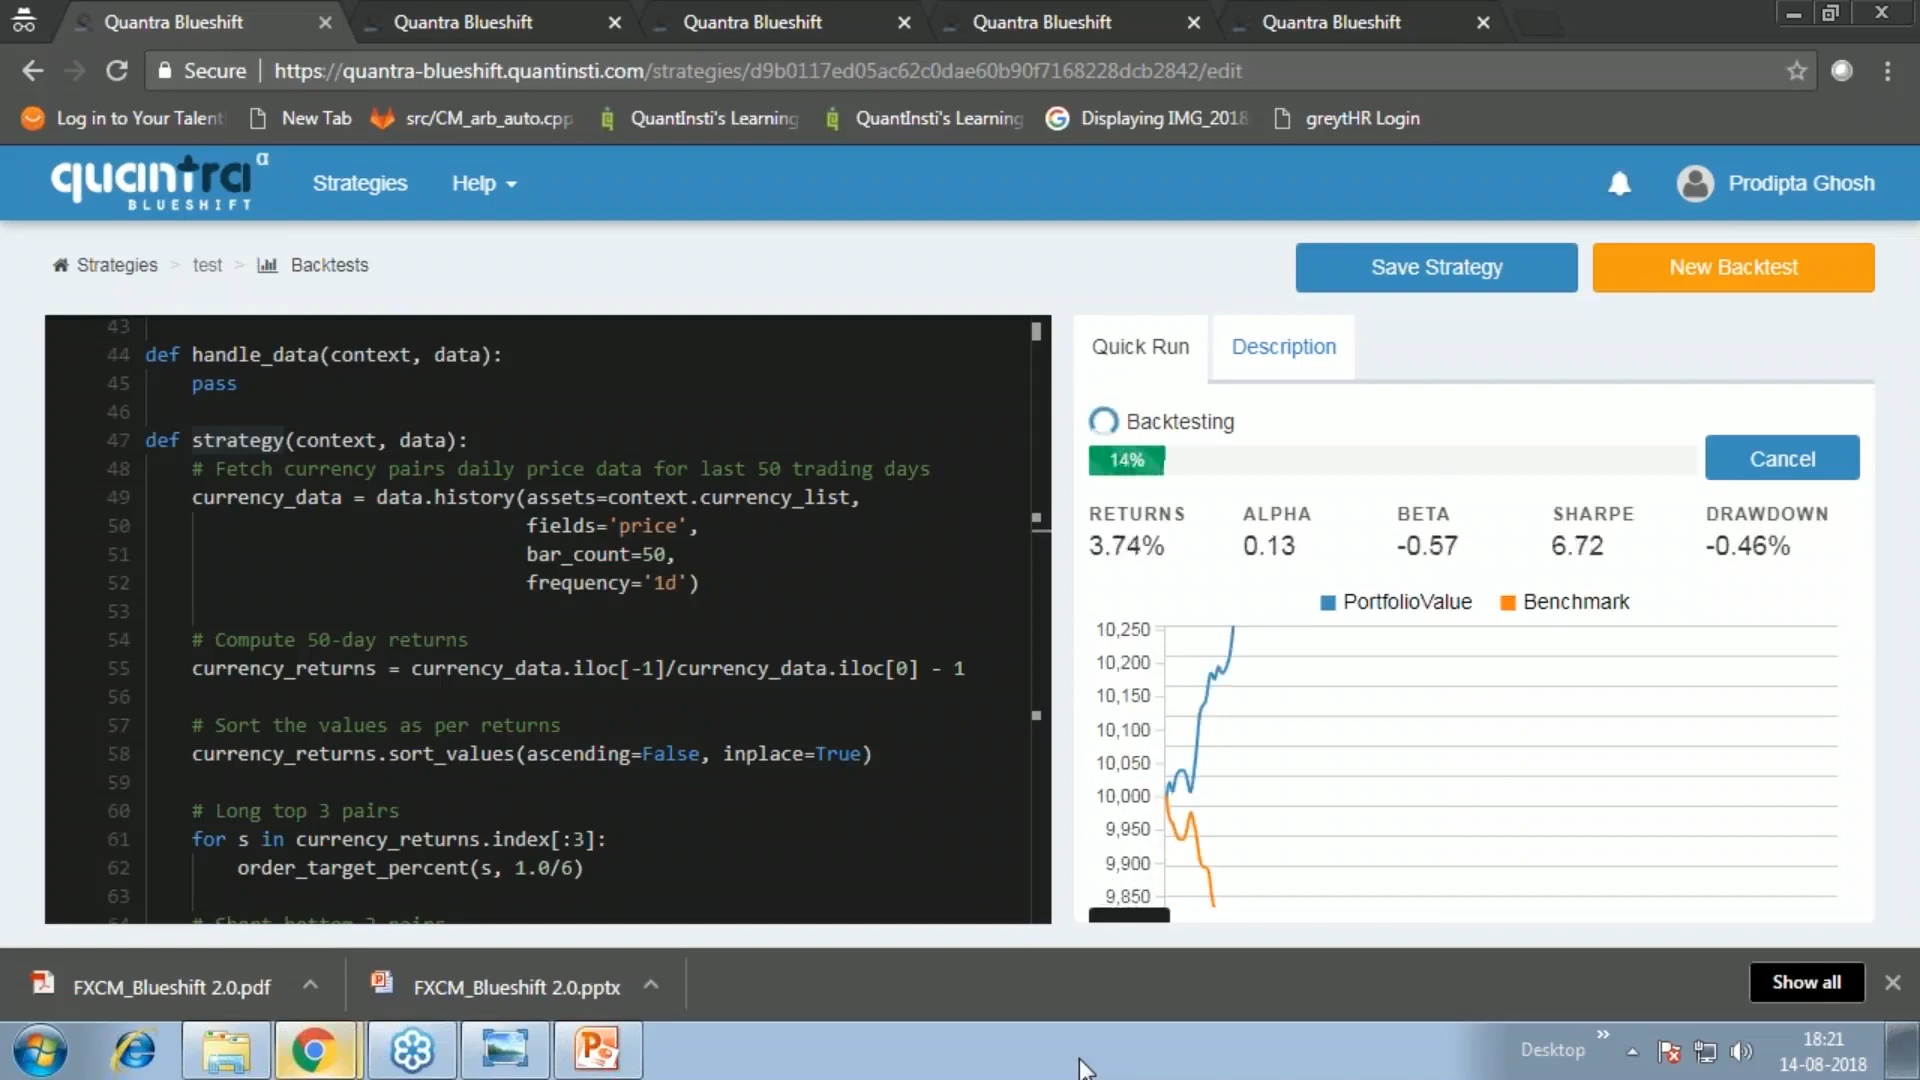 Quantra Blueshift
Quantra Blueshift
Quantra Blueshift
Quantra Blueshift
Quantra Blueshift
Secure
https://quantra-blueshift.quantinsti.com/strategies/d9b0117ed05ac62c0dae60b90f7168228dcb2842/edit
Log in to Your Talent
New Tab
src/CM_arb_auto.cpp
QuantInsti's Learning
QuantInsti's Learning
Displaying IMG_2018
greytHR Login
quantra α
BLUESHIFT
Strategies
Help
Prodipta Ghosh
Strategies > test > Backtests
Save Strategy
New Backtest
43
44 def handle_data(context, data):
45 pass
46
47 def strategy(context, data):
48 # Fetch currency pairs daily price data for last 50 trading days
49 currency_data = data.history(assets=context.currency_list,
50 fields='price',
51 bar_count=50,
52 frequency='1d')
53
54 # Compute 50-day returns
55 currency_returns = currency_data.iloc[-1]/currency_data.iloc[0] - 1
56
57 # Sort the values as per returns
58 currency_returns.sort_values(ascending=False, inplace=True)
59
60 # Long top 3 pairs
61 for s in currency_returns.index[:3]:
62 order_target_percent(s, 1.0/6)
63
64 # Short bottom 3 pairs
Quick Run
Description
Backtesting
14%
Cancel
RETURNS ALPHA BETA SHARPE DRAWDOWN
3.74% 0.13 -0.57 6.72 -0.46%
PortfolioValue Benchmark
10,250
10,200
10,150
10,100
10,050
10,000
9,950
9,900
9,850
FXCM_Blueshift 2.0.pdf
FXCM_Blueshift 2.0.pptx
Show all
Desktop
18:21
14-08-2018